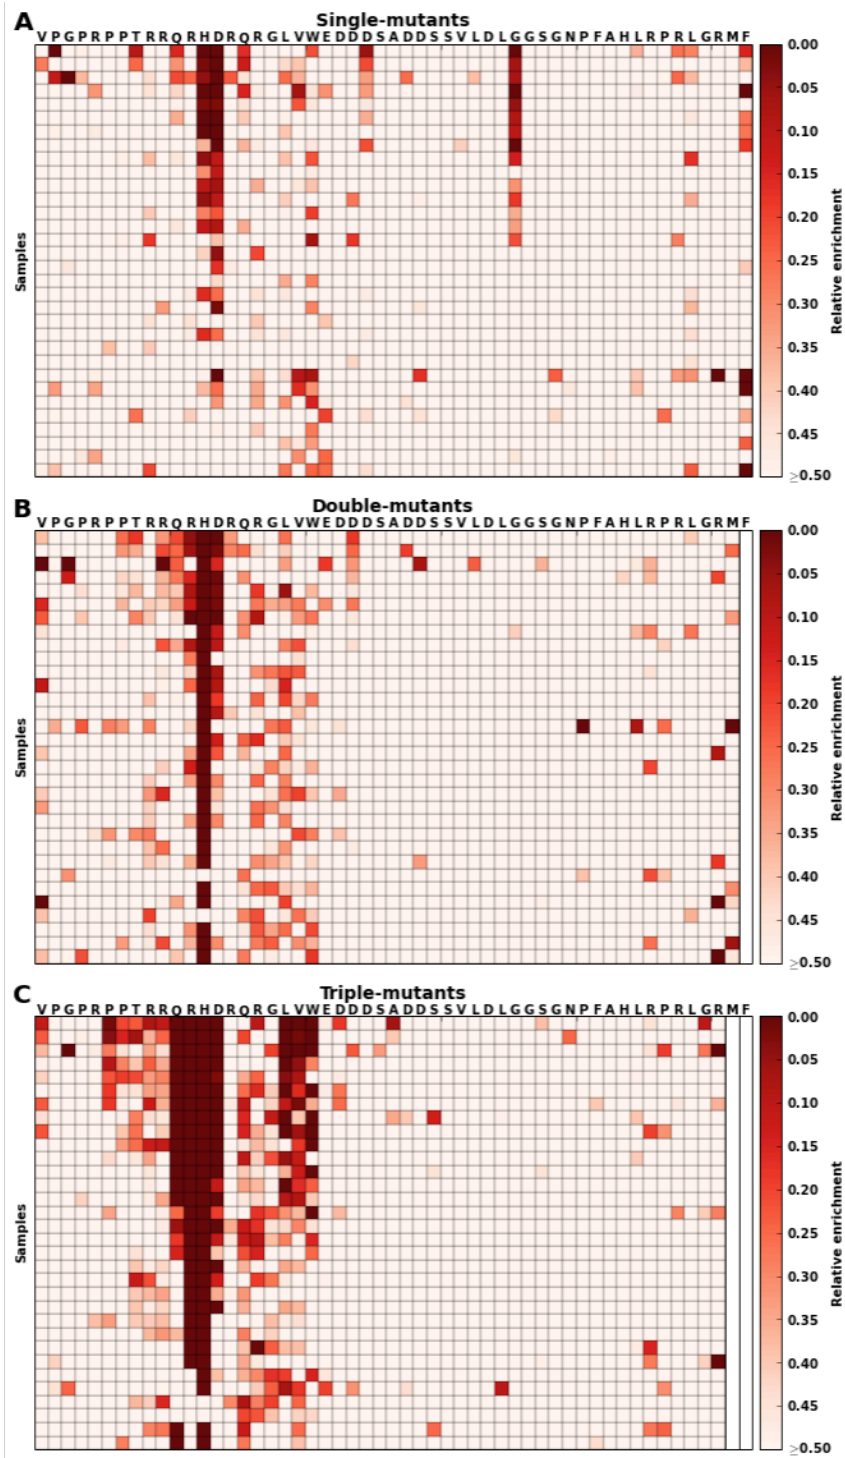 A
Single-mutants
V P G P R P P T R R Q R H D R Q R G L V W E D D D S A D D S S V L D L G G S G N P F A H L R P R L G R M F
Samples
0.00
0.05
0.10
0.15
0.20
0.25
0.30
0.35
0.40
0.45
≥0.50
Relative enrichment
B
Double-mutants
V P G P R P P T R R Q R H D R Q R G L V W E D D D S A D D S S V L D L G G S G N P F A H L R P R L G R M F
Samples
0.00
0.05
0.10
0.15
0.20
0.25
0.30
0.35
0.40
0.45
≥0.50
Relative enrichment
C
Triple-mutants
V P G P R P P T R R Q R H D R Q R G L V W E D D D S A D D S S V L D L G G S G N P F A H L R P R L G R M F
Samples
0.00
0.05
0.10
0.15
0.20
0.25
0.30
0.35
0.40
0.45
≥0.50
Relative enrichment